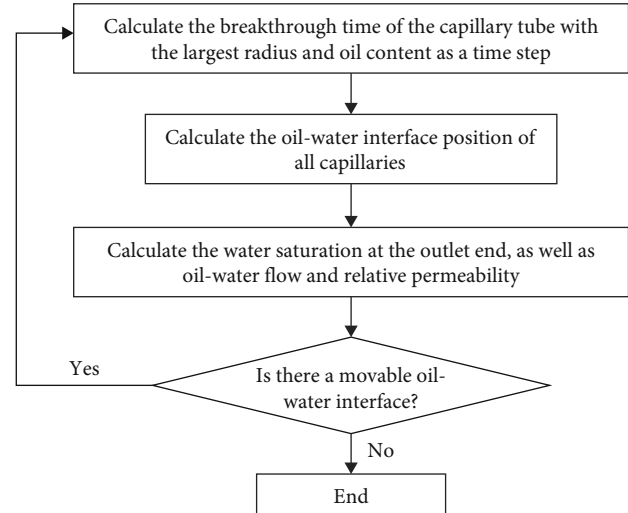 Calculate the breakthrough time of the capillary tube with
the largest radius and oil content as a time step
Calculate the oil-water interface position of
all capillaries
Calculate the water saturation at the outlet end, as well as
oil-water flow and relative permeability
Yes
Is there a movable oil-
water interface?
No
End